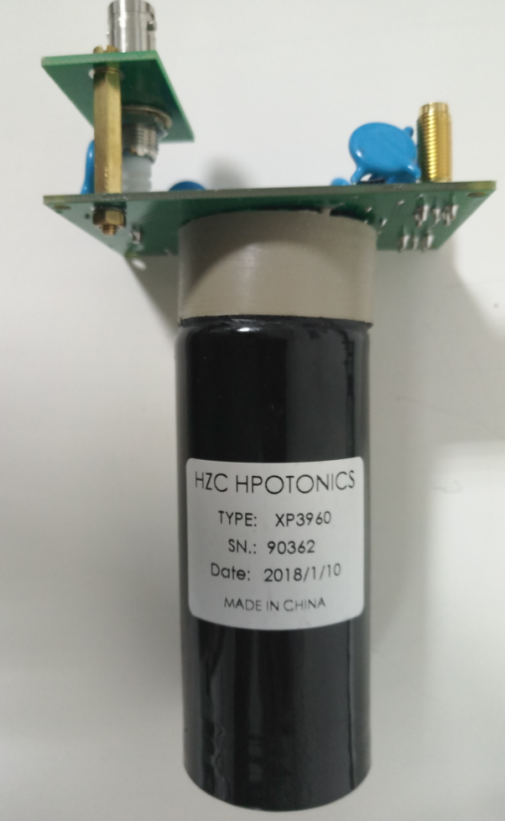 HZC HPOTONICS
TYPE: XP3960
SN.: 90362
Date: 2018/1/10
MADE IN CHINA